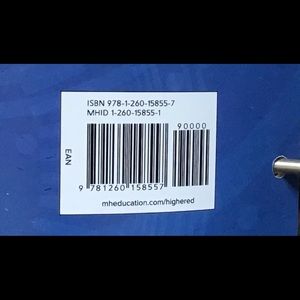 ISBN 978-1-260-15855-7
MHID 1-260-15855-1
90000
EAN
9 781260 158557
mheducation.com/highered